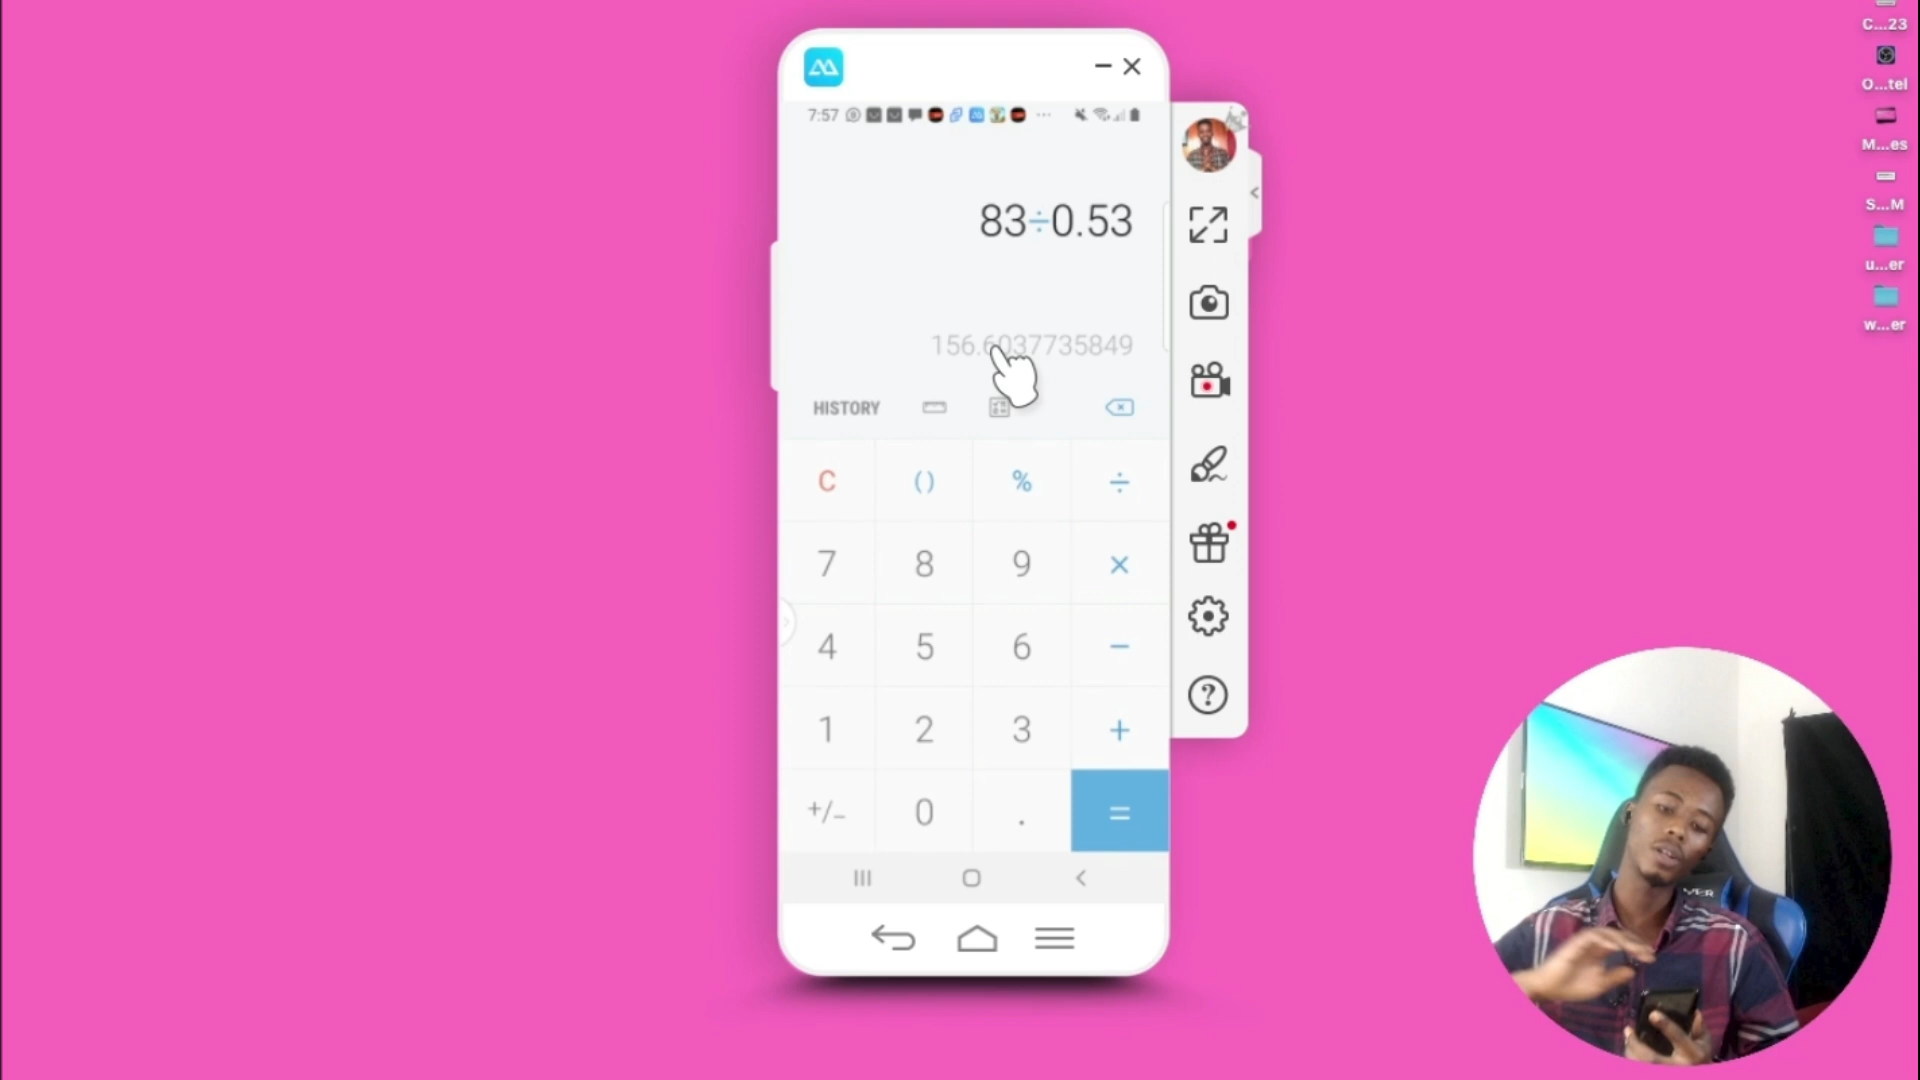 C...23
O...tel
M...es
S...M
u...er
w...er
7:57
83÷0.53
156.6037735849
HISTORY
C ( ) % ÷
7 8 9 ×
4 5 6 −
1 2 3 +
+/− 0 . =